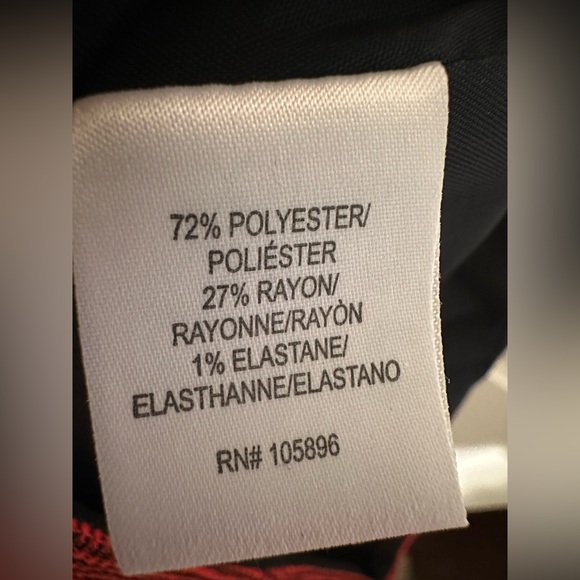 72% POLYESTER/
POLIÉSTER
27% RAYON/
RAYONNE/RAYÒN
1% ELASTANE/
ELASTHANNE/ELASTANO
RN# 105896